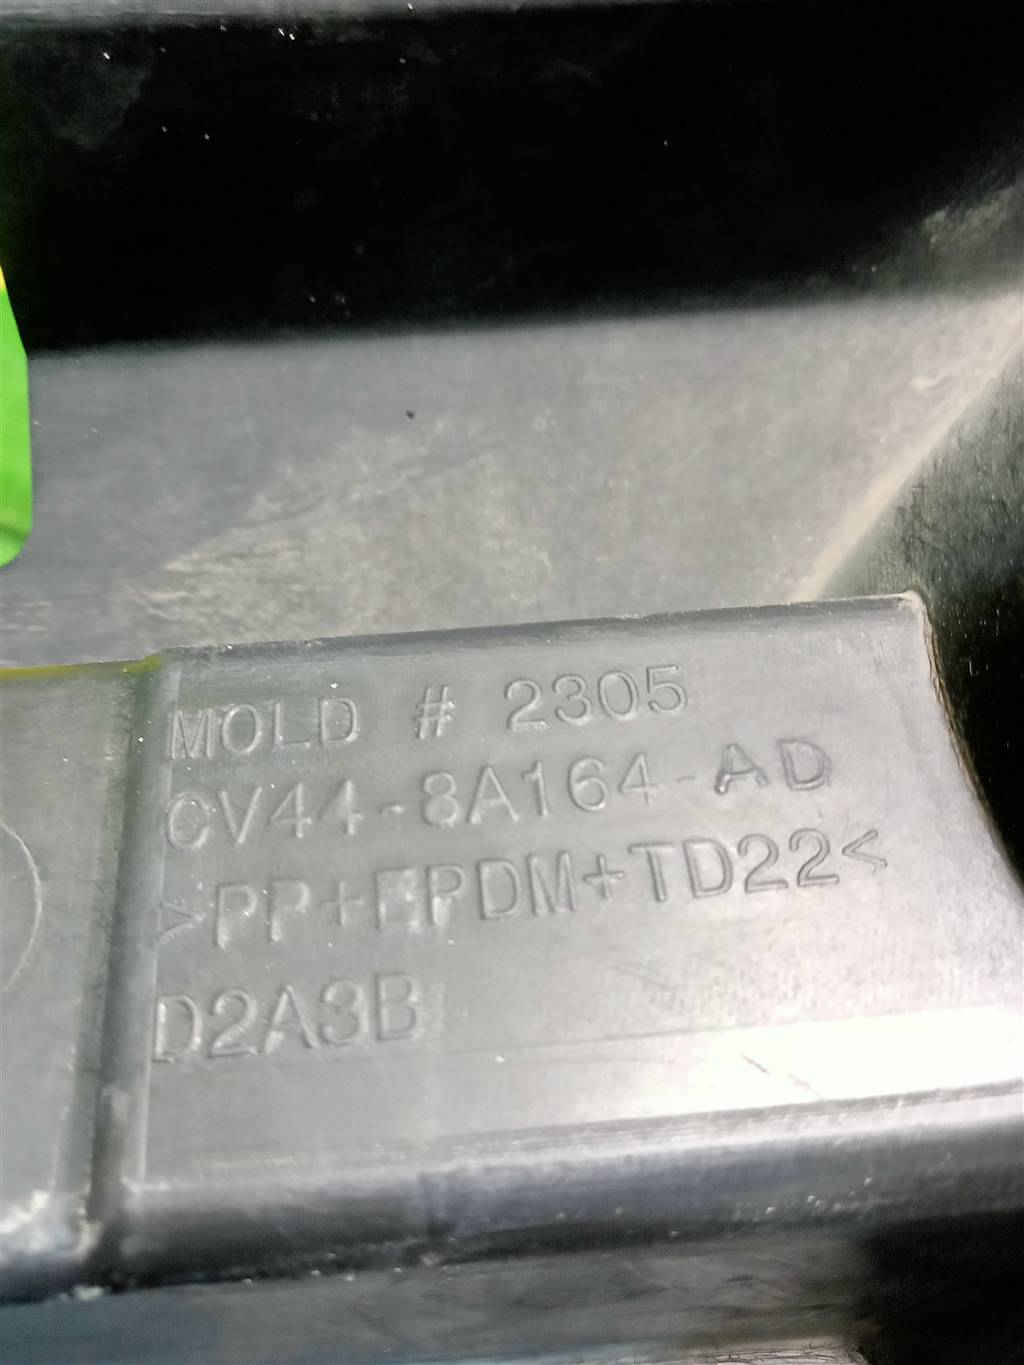 MOLD # 2305
CV44-8A164-AD
>PP+EPDM+TD22<
D2A3B